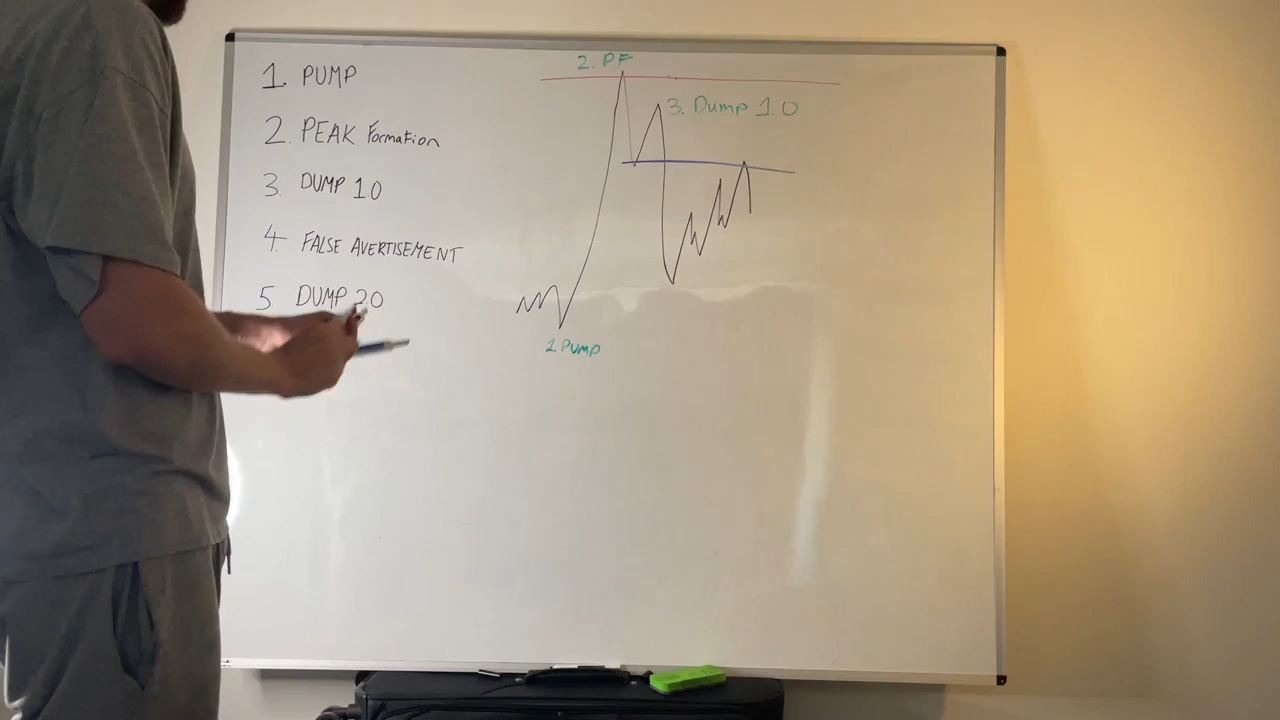 1. PUMP
2. PEAK Formation
3. DUMP 1.0
4. FALSE AVERTISEMENT
5 DUMP 2.0
2. PF
3. Dump 1.0
1. PUMP